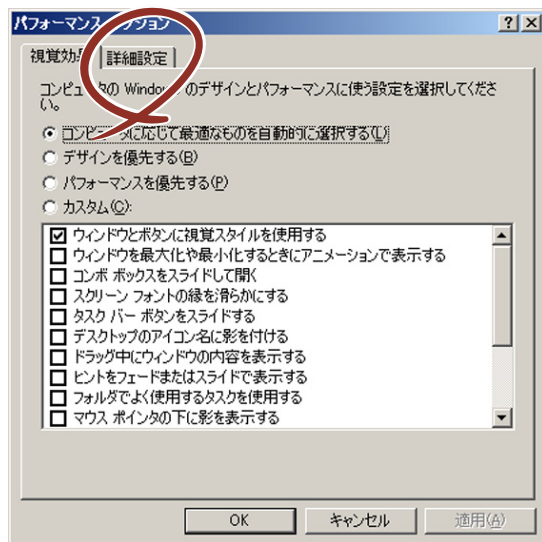 パフォーマンス オプション
視覚効果
詳細設定
コンピュータの Windows のデザインとパフォーマンスに使う設定を選択してくださ
い。
コンピュータに応じて最適なものを自動的に選択する(L)
デザインを優先する(B)
パフォーマンスを優先する(P)
カスタム(C):
ウィンドウとボタンに視覚スタイルを使用する
ウィンドウを最大化や最小化するときにアニメーションで表示する
コンボ ボックスをスライドして開く
スクリーン フォントの縁を滑らかにする
タスク バー ボタンをスライドする
デスクトップのアイコン名に影を付ける
ドラッグ中にウィンドウの内容を表示する
ヒントをフェードまたはスライドで表示する
フォルダでよく使用するタスクを使用する
マウス ポインタの下に影を表示する
OK
キャンセル
適用(A)